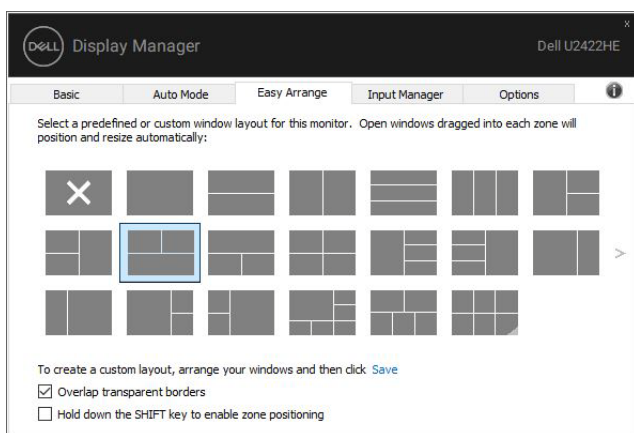 x
DELL Display Manager Dell U2422HE
Basic Auto Mode Easy Arrange Input Manager Options i
Select a predefined or custom window layout for this monitor. Open windows dragged into each zone will
position and resize automatically:
>
To create a custom layout, arrange your windows and then click Save
Overlap transparent borders
Hold down the SHIFT key to enable zone positioning